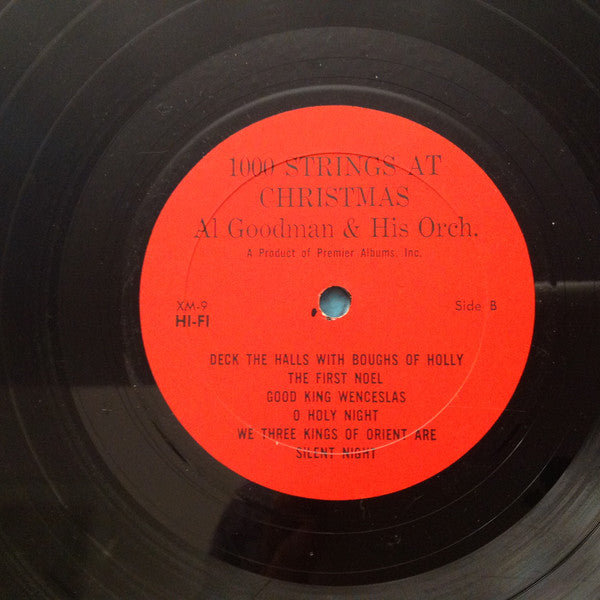 1000 STRINGS AT
CHRISTMAS
Al Goodman & His Orch.
A Product of Premier Albums, Inc.
XM-9 Side B
HI-FI
DECK THE HALLS WITH BOUGHS OF HOLLY
THE FIRST NOEL
GOOD KING WENCESLAS
O HOLY NIGHT
WE THREE KINGS OF ORIENT ARE
SILENT NIGHT